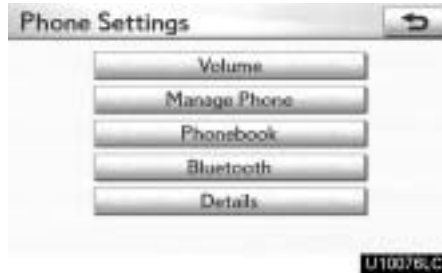 Phone Settings
Volume
Manage Phone
Phonebook
Bluetooth
Details
U10076LC